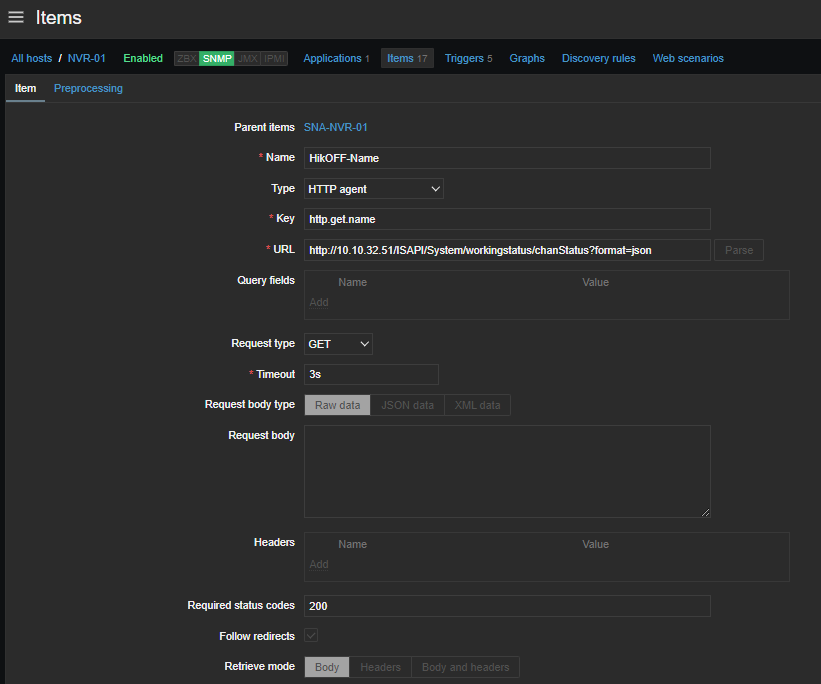 Items
All hosts / NVR-01 Enabled ZBX SNMP JMX IPMI Applications 1 Items 17 Triggers 5 Graphs Discovery rules Web scenarios
Item Preprocessing
Parent items SNA-NVR-01
* Name HikOFF-Name
Type HTTP agent
* Key http.get.name
* URL http://10.10.32.51/ISAPI/System/workingstatus/chanStatus?format=json Parse
Query fields Name Value
Add
Request type GET
* Timeout 3s
Request body type Raw data JSON data XML data
Request body
Headers Name Value
Add
Required status codes 200
Follow redirects
Retrieve mode Body Headers Body and headers